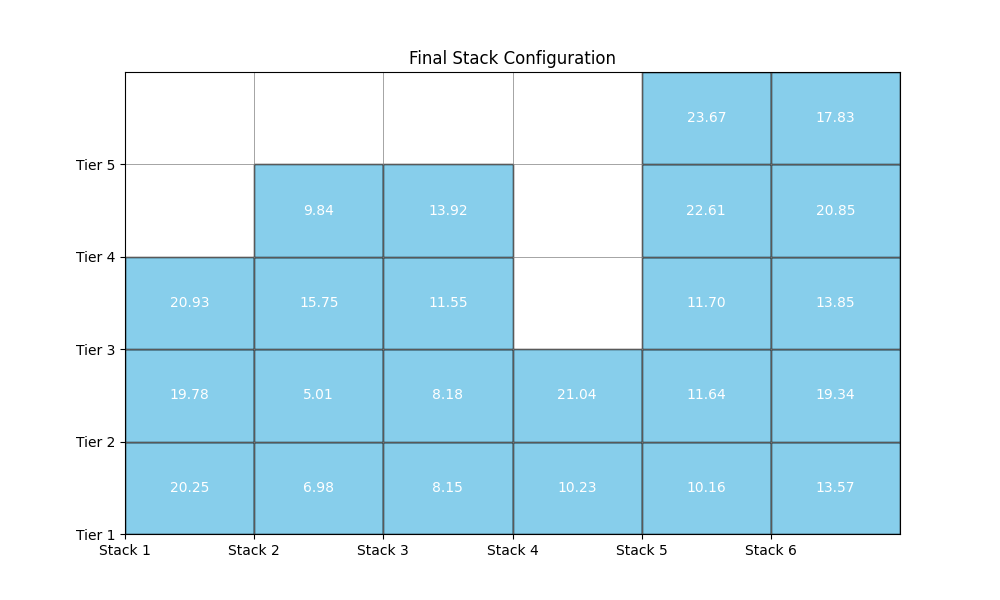 Final Stack Configuration
23.67 17.83
Tier 5
9.84 13.92 22.61 20.85
Tier 4
20.93 15.75 11.55 11.70 13.85
Tier 3
19.78 5.01 8.18 21.04 11.64 19.34
Tier 2
20.25 6.98 8.15 10.23 10.16 13.57
Tier 1
Stack 1 Stack 2 Stack 3 Stack 4 Stack 5 Stack 6